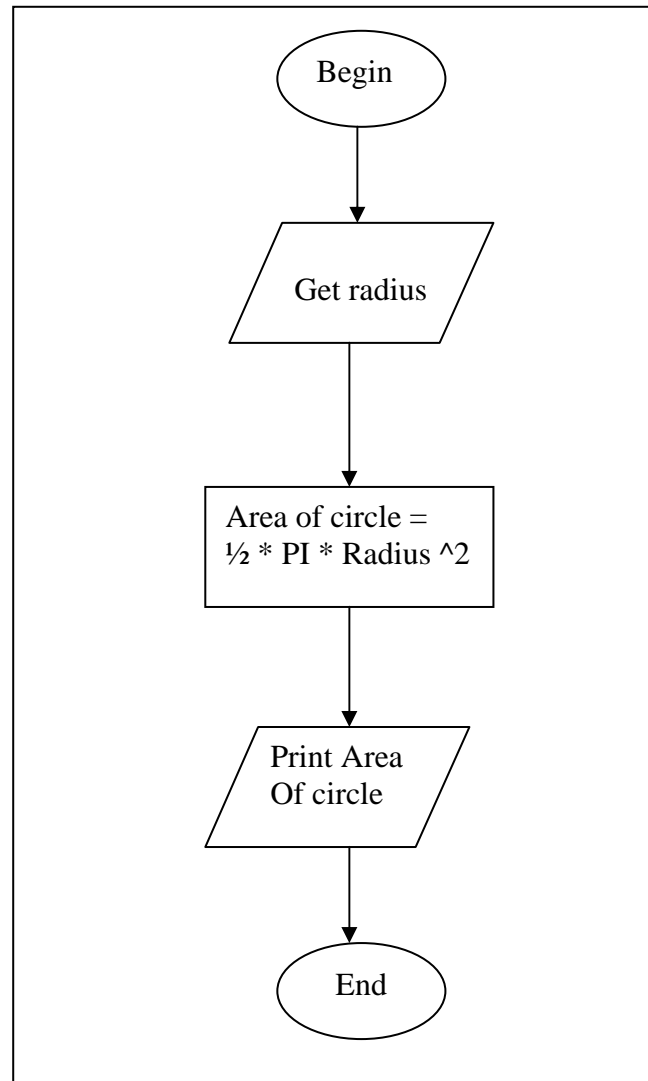 Begin
Get radius
Area of circle =
½ * PI * Radius ^2
Print Area
Of circle
End